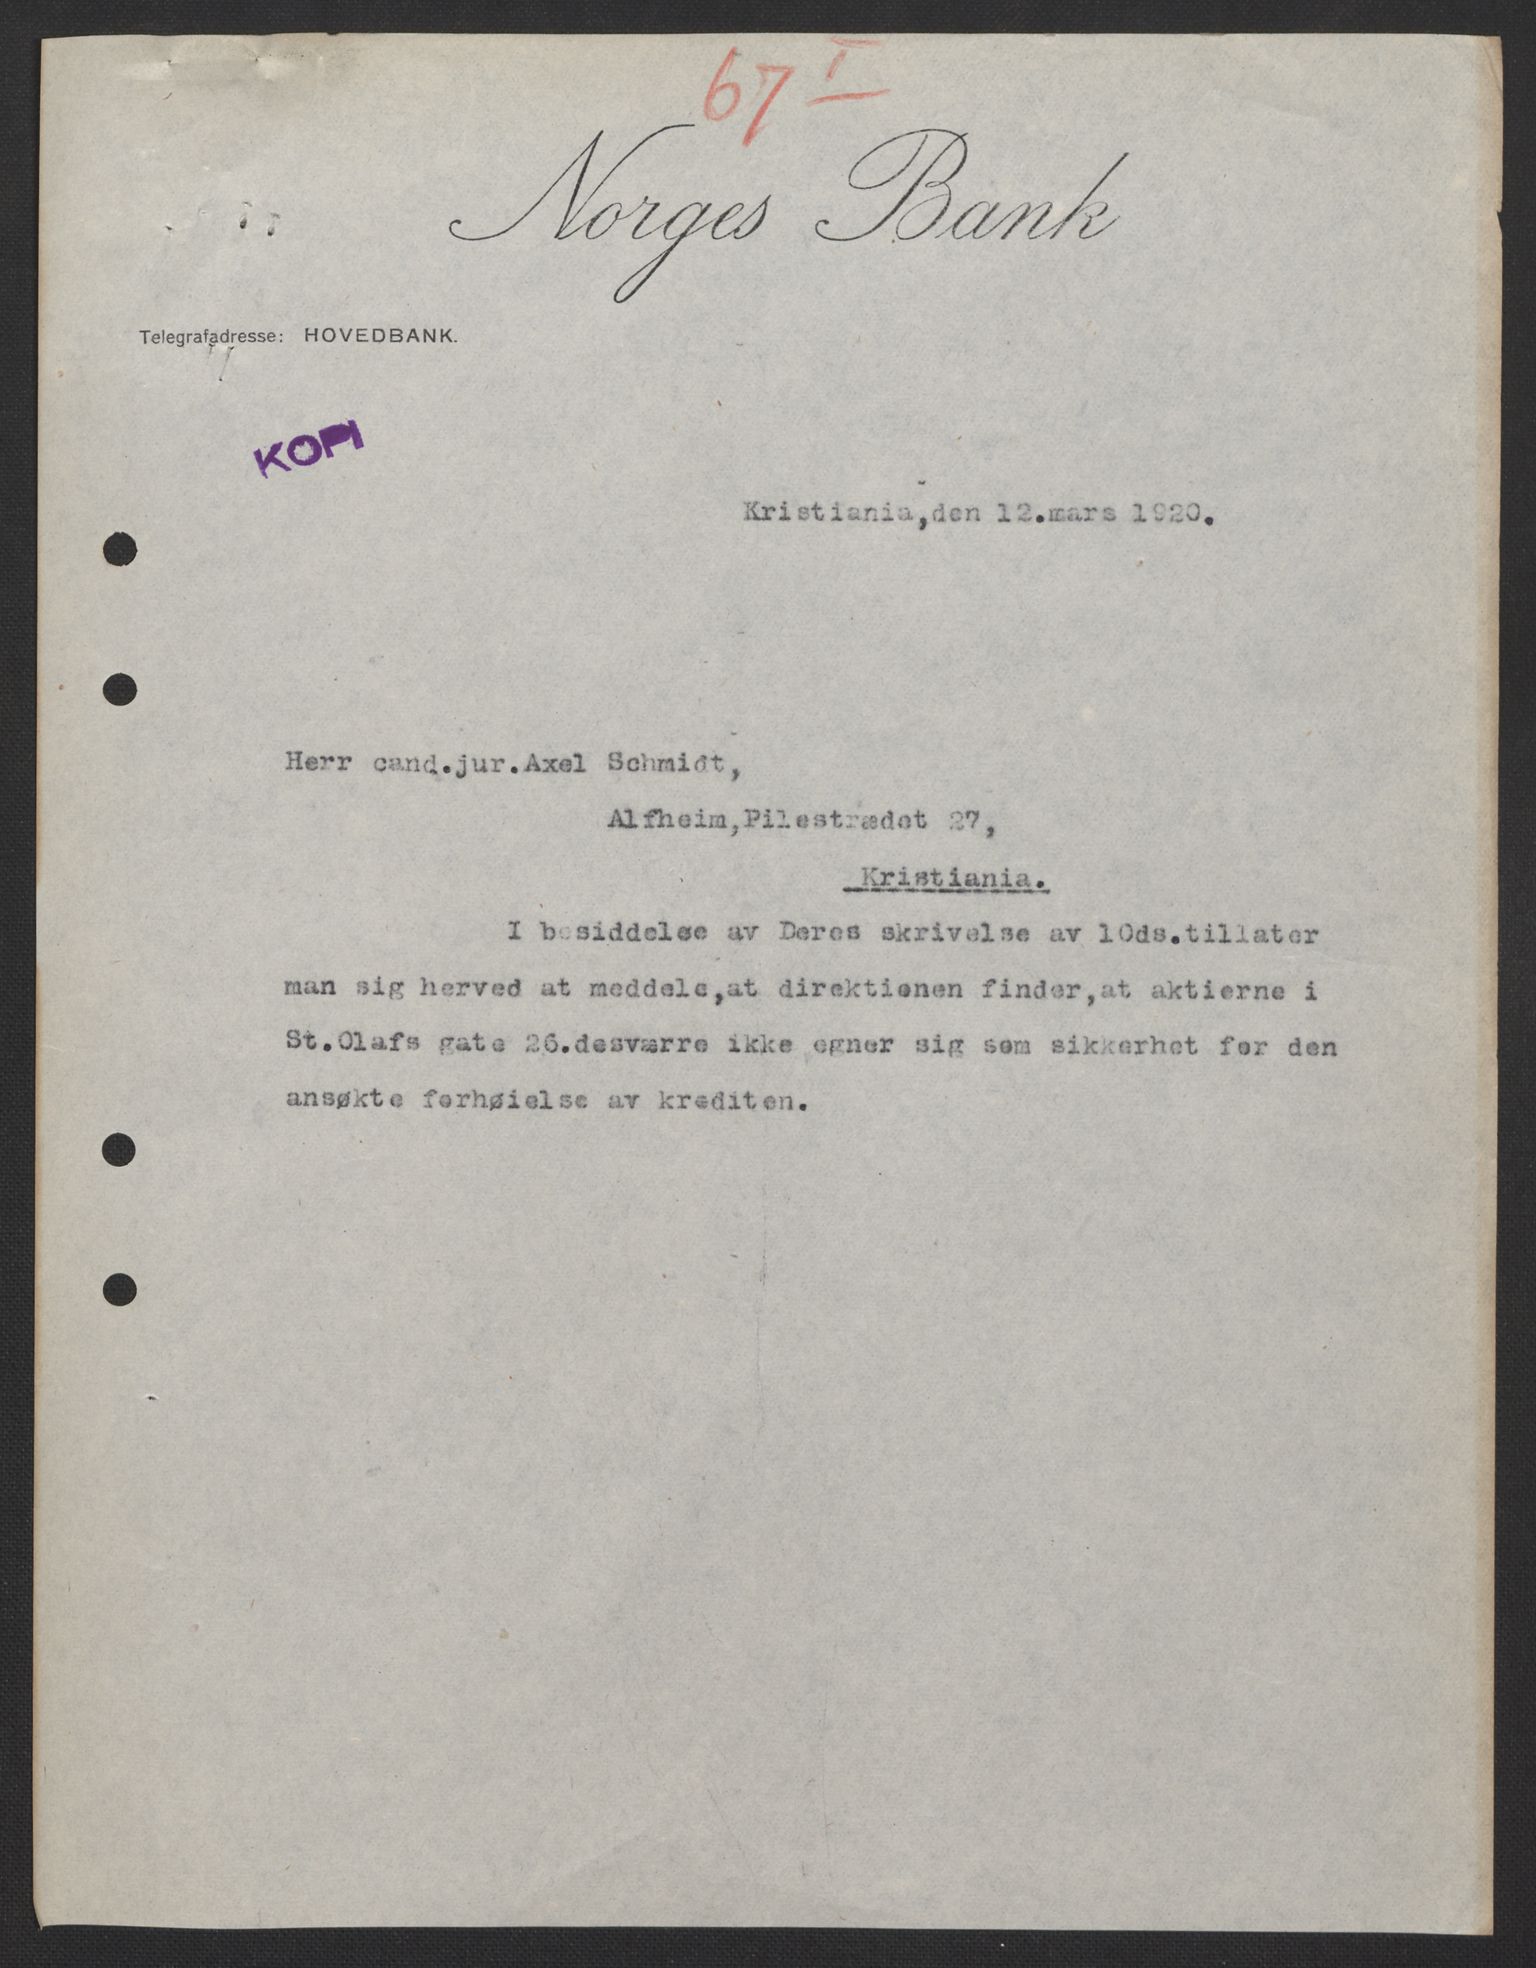 67 I
Norges Bank
Telegrafadresse: HOVEDBANK.
KOPI
Kristiania,den 12.mars 1920.
Herr cand.jur.Axel Schmidt,
Alfheim,Pilestrædet 27,
Kristiania.
I besiddelse av Deres skrivelse av 10ds.tillater
man sig herved at meddele,at direktionen finder,at aktierne i
St.Olafs gate 26.desværre ikke egner sig som sikkerhet for den
ansøkte forhøielse av krediten.